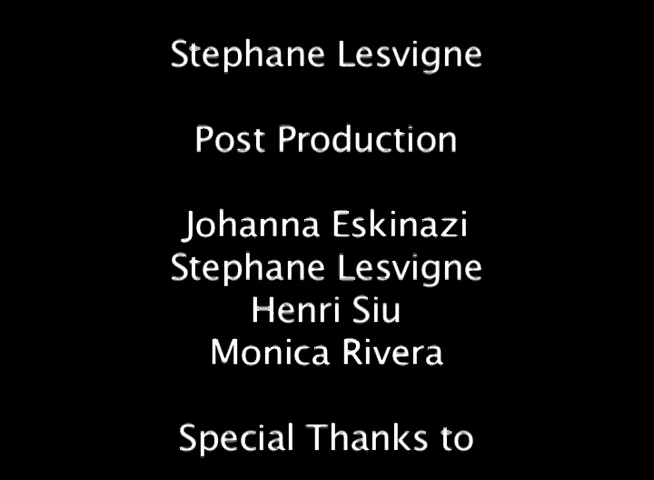 Stephane Lesvigne
Post Production
Johanna Eskinazi
Stephane Lesvigne
Henri Siu
Monica Rivera
Special Thanks to